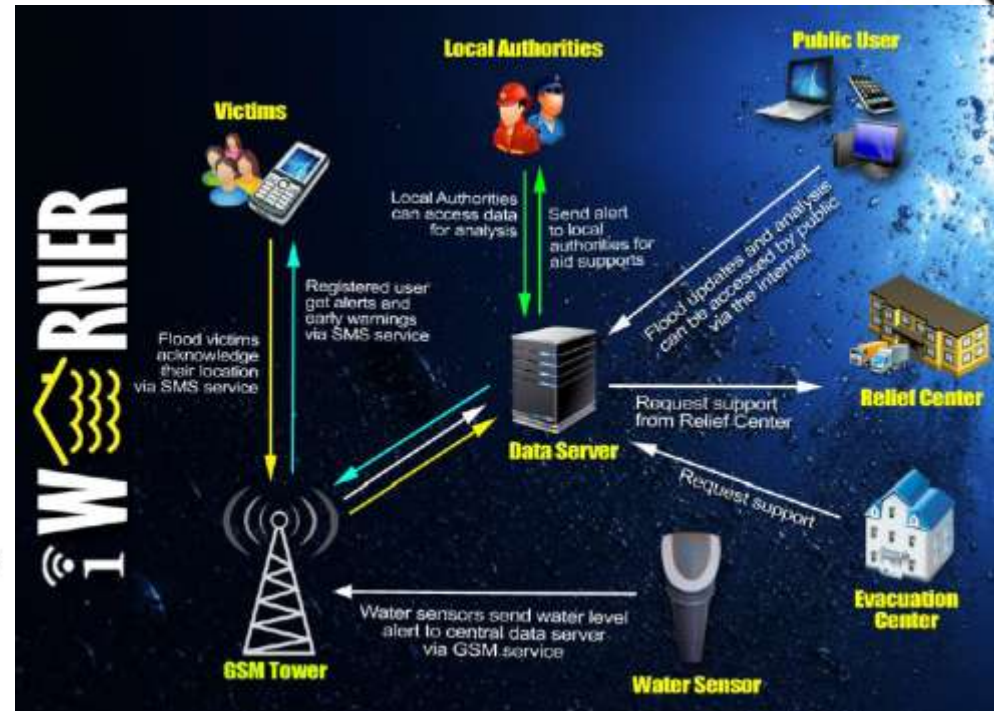 Local Authorities
Public User
Victims
Local Authorities
can access data
for analysis
Send alert
to local
authorities for
aid supports
Flood updates and analysis
can be accessed by public
via the internet
Registered user
get alerts and
early warnings
via SMS service
Flood victims
acknowledge
their location
via SMS service
Relief Center
Request support
from Relief Center
Data Server
Request support
Evacuation
Center
Water sensors send water level
alert to central data server
via GSM service
GSM Tower
Water Sensor
i W RNER